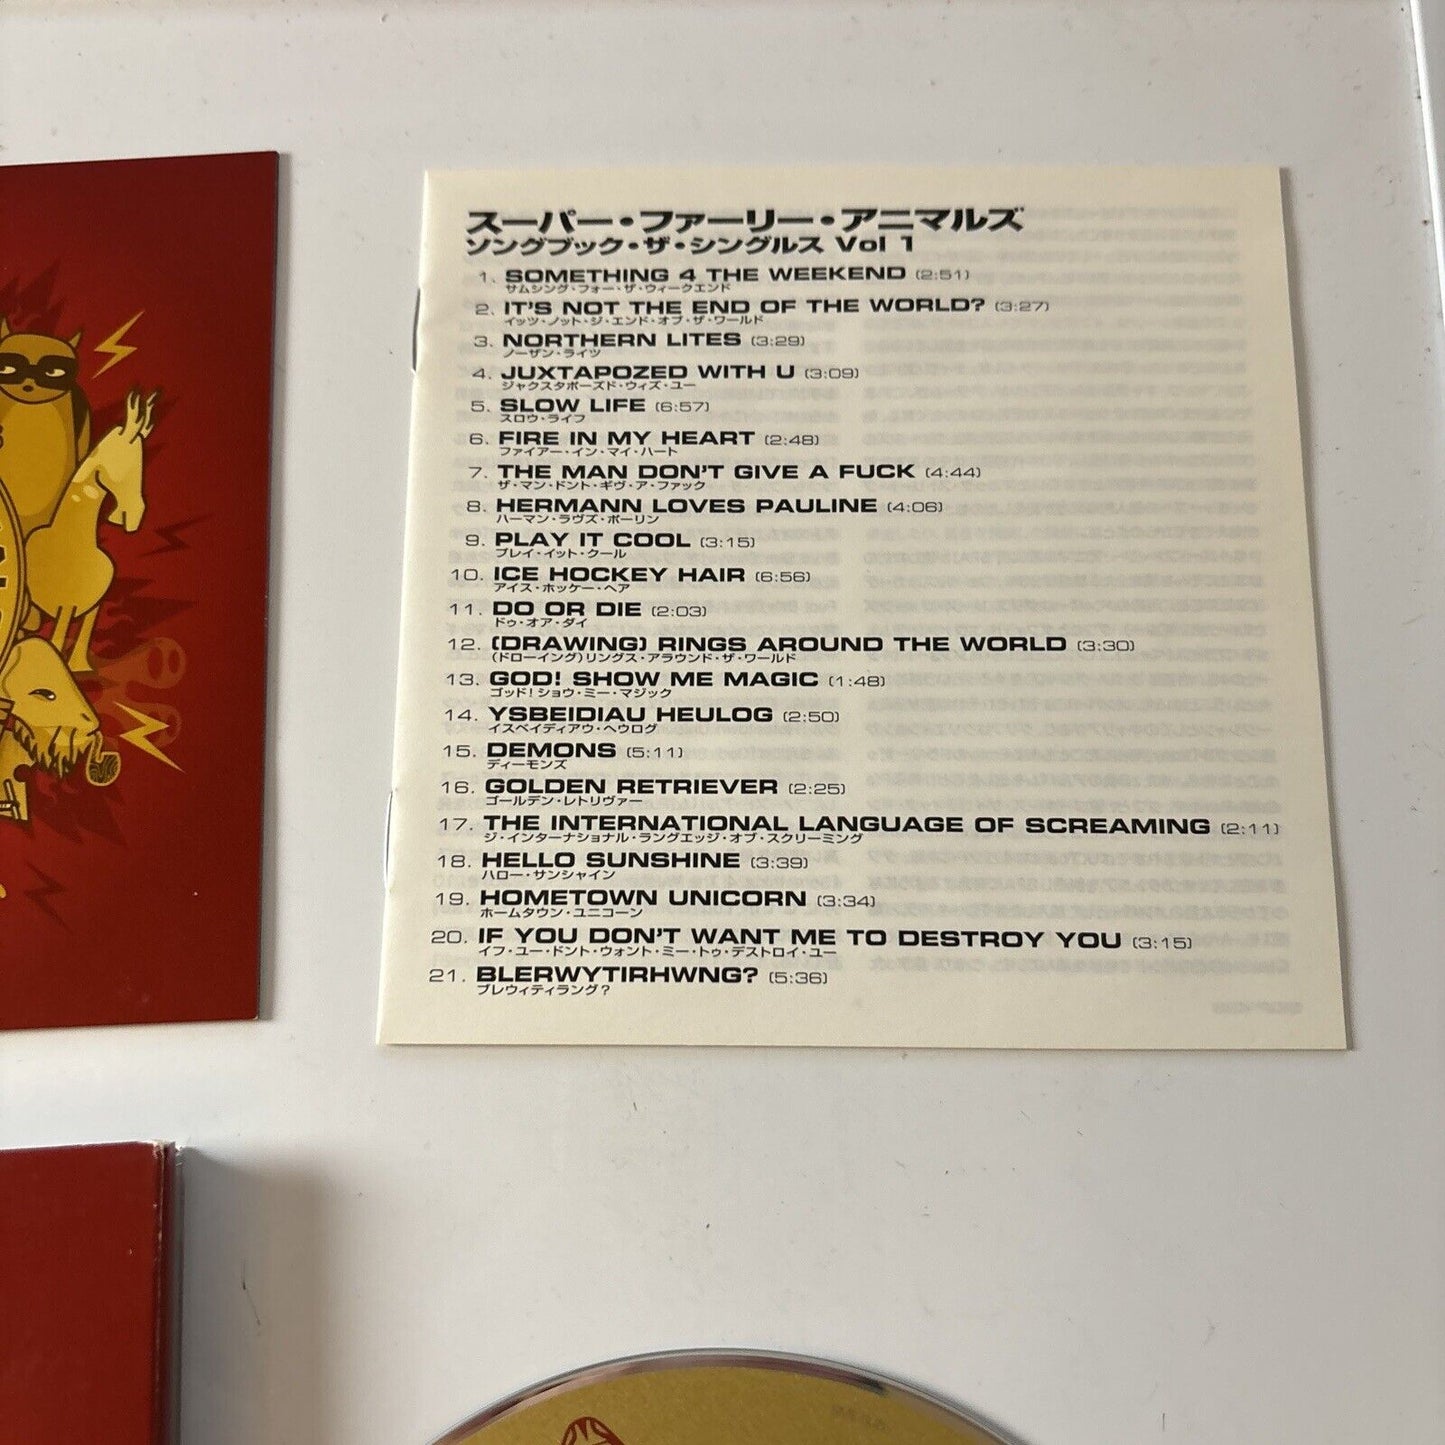 スーパー・ファーリー・アニマルズ
ソングブック・ザ・シングルス Vol 1
1. SOMETHING 4 THE WEEKEND (2:51)
サムシング・フォー・ザ・ウィークエンド
2. IT'S NOT THE END OF THE WORLD? (3:27)
イッツ・ノット・ジ・エンド・オブ・ザ・ワールド
3. NORTHERN LITES (3:29)
ノーザン・ライツ
4. JUXTAPOZED WITH U (3:09)
ジャクスタポーズド・ウィズ・ユー
5. SLOW LIFE (6:57)
スロウ・ライフ
6. FIRE IN MY HEART (2:48)
ファイアー・イン・マイ・ハート
7. THE MAN DON'T GIVE A FUCK (4:44)
ザ・マン・ドント・ギヴ・ア・ファック
8. HERMANN LOVES PAULINE (4:06)
ハーマン・ラヴズ・ポーリン
9. PLAY IT COOL (3:15)
プレイ・イット・クール
10. ICE HOCKEY HAIR (6:56)
アイス・ホッケー・ヘア
11. DO OR DIE (2:03)
ドゥ・オア・ダイ
12. (DRAWING) RINGS AROUND THE WORLD (3:30)
(ドローイング)リングス・アラウンド・ザ・ワールド
13. GOD! SHOW ME MAGIC (1:48)
ゴッド!ショウ・ミー・マジック
14. YSBEIDIAU HEULOG (2:50)
イスベイディアウ・ヘウログ
15. DEMONS (5:11)
ディーモンズ
16. GOLDEN RETRIEVER (2:25)
ゴールデン・レトリヴァー
17. THE INTERNATIONAL LANGUAGE OF SCREAMING (2:11)
ジ・インターナショナル・ラングエッジ・オブ・スクリーミング
18. HELLO SUNSHINE (3:39)
ハロー・サンシャイン
19. HOMETOWN UNICORN (3:34)
ホームタウン・ユニコーン
20. IF YOU DON'T WANT ME TO DESTROY YOU (3:15)
イフ・ユー・ドント・ウォント・ミー・トゥ・デストロイ・ユー
21. BLERWYTIRHWNG? (5:36)
ブレウィティラング?